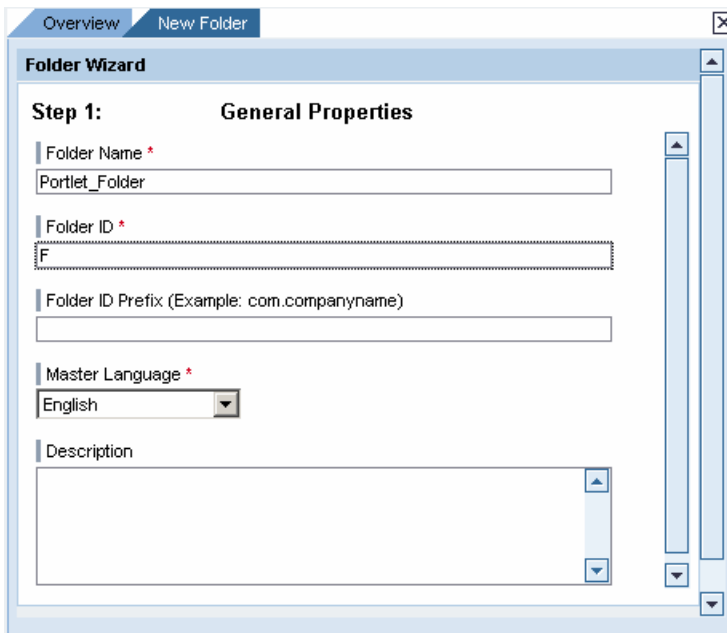 Overview New Folder
Folder Wizard
Step 1: General Properties
Folder Name *
Portlet_Folder
Folder ID *
F
Folder ID Prefix (Example: com.companyname)
Master Language *
English
Description